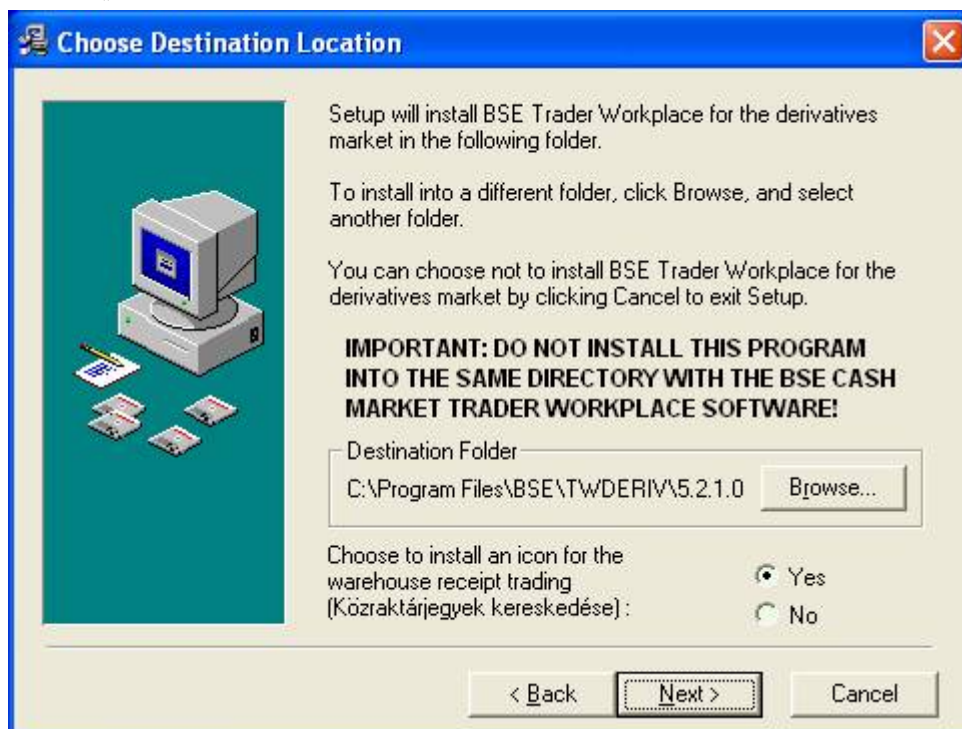 Choose Destination Location
Setup will install BSE Trader Workplace for the derivatives
market in the following folder.
To install into a different folder, click Browse, and select
another folder.
You can choose not to install BSE Trader Workplace for the
derivatives market by clicking Cancel to exit Setup.
IMPORTANT: DO NOT INSTALL THIS PROGRAM
INTO THE SAME DIRECTORY WITH THE BSE CASH
MARKET TRADER WORKPLACE SOFTWARE!
Destination Folder
C:\Program Files\BSE\TWDERIV\5.2.1.0 Browse...
Choose to install an icon for the
warehouse receipt trading
(Közraktárjegyek kereskedése) :
Yes
No
< Back Next > Cancel